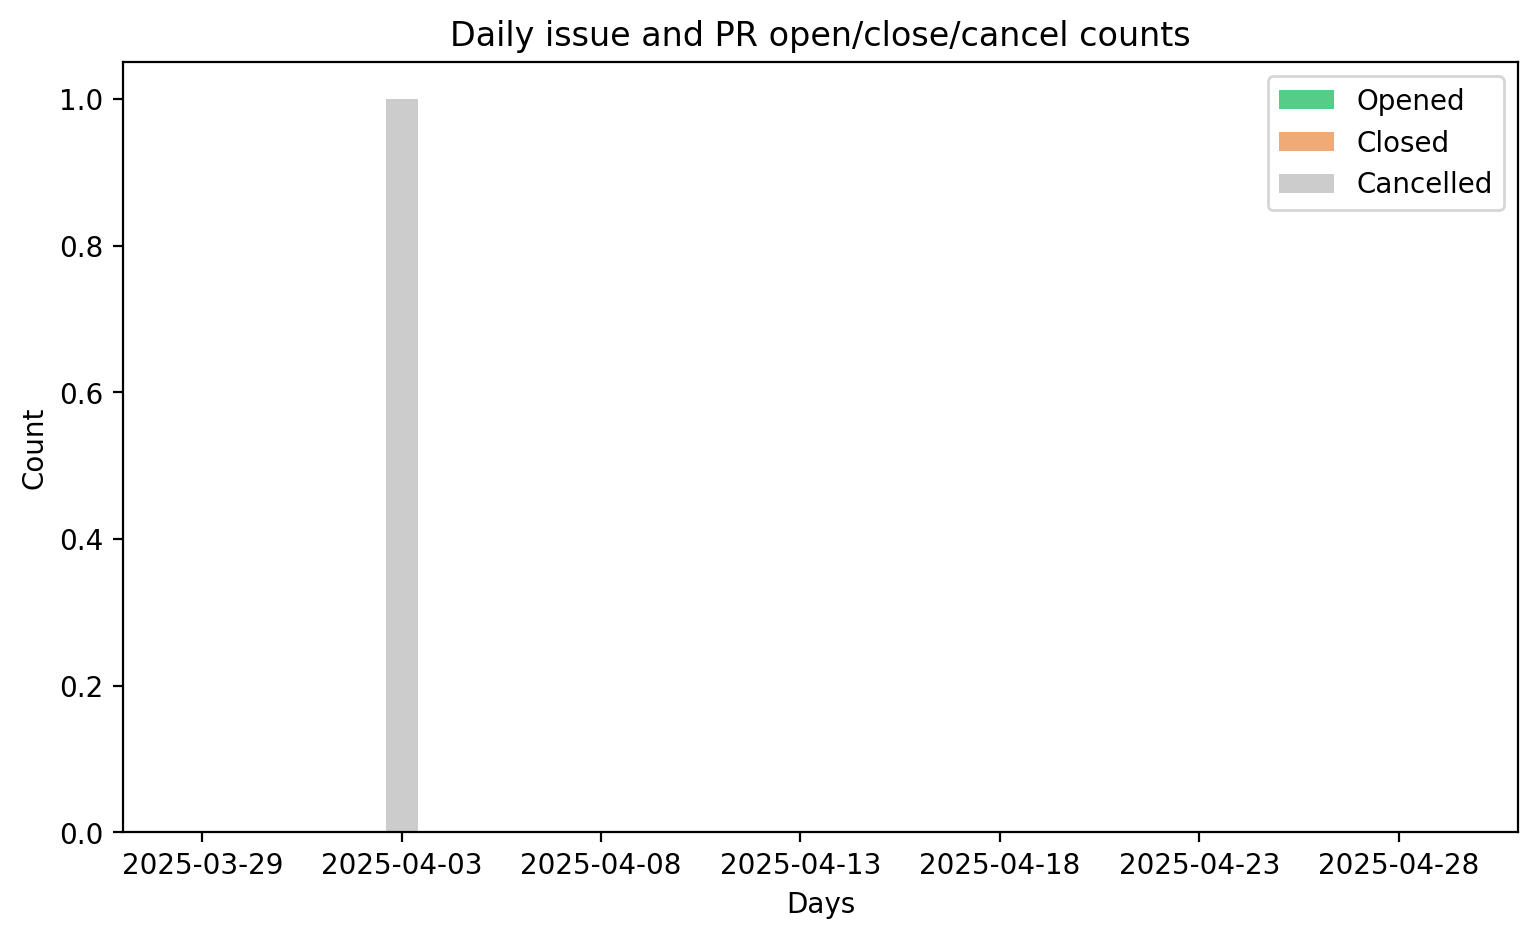 Daily issue and PR open/close/cancel counts
Opened
Closed
Cancelled
1.0
0.8
0.6
0.4
0.2
0.0
Count
2025-03-29 2025-04-03 2025-04-08 2025-04-13 2025-04-18 2025-04-23 2025-04-28
Days